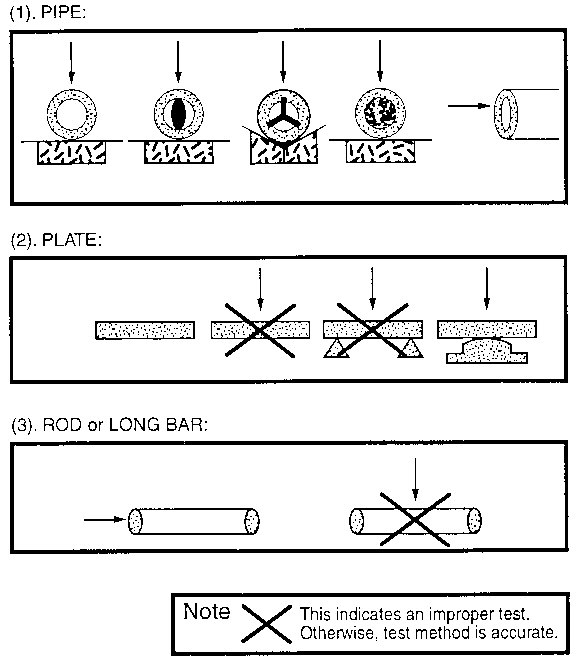 (1). PIPE:
(2). PLATE:
(3). ROD or LONG BAR:
Note
This indicates an improper test.
Otherwise, test method is accurate.